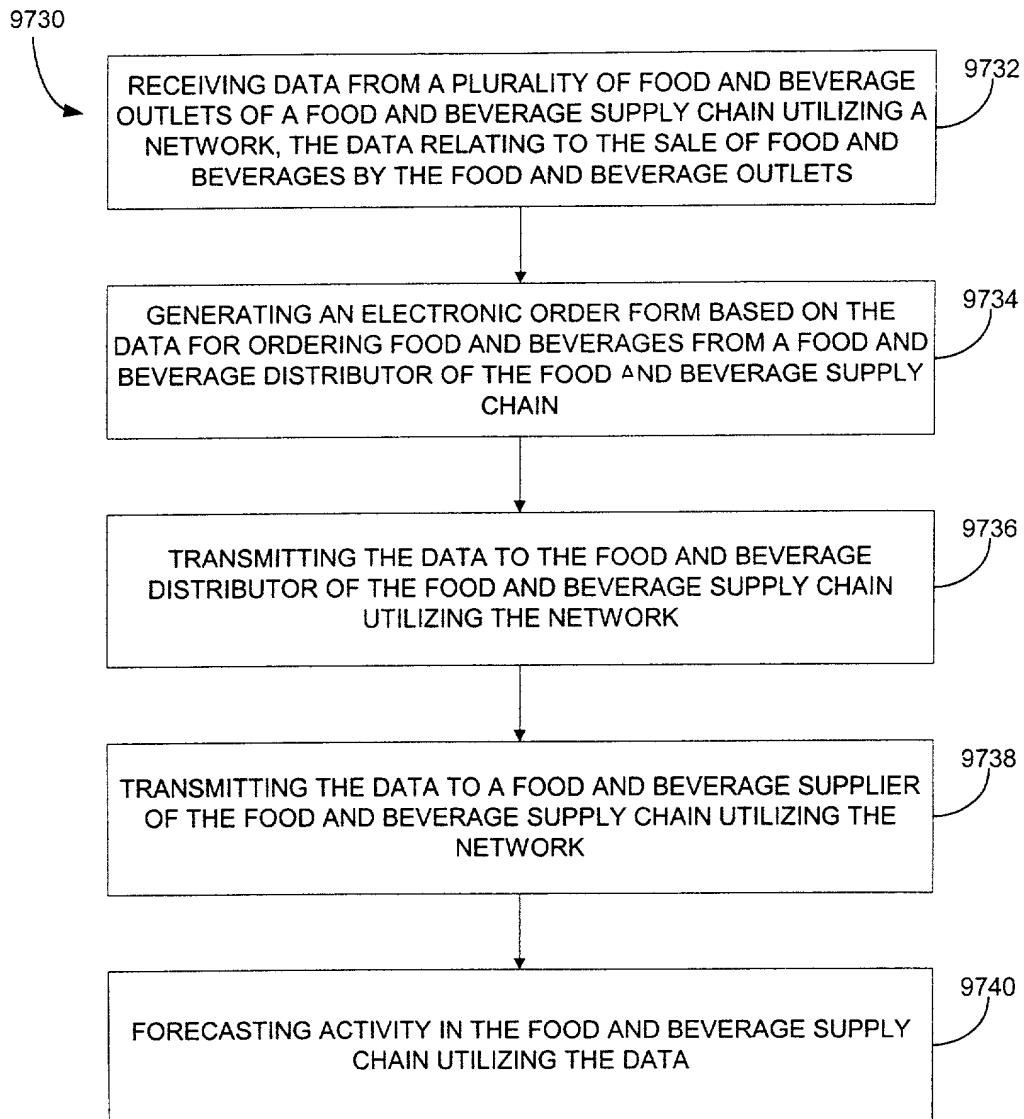 9730
RECEIVING DATA FROM A PLURALITY OF FOOD AND BEVERAGE
OUTLETS OF A FOOD AND BEVERAGE SUPPLY CHAIN UTILIZING A
NETWORK, THE DATA RELATING TO THE SALE OF FOOD AND
BEVERAGES BY THE FOOD AND BEVERAGE OUTLETS
9732
GENERATING AN ELECTRONIC ORDER FORM BASED ON THE
DATA FOR ORDERING FOOD AND BEVERAGES FROM A FOOD AND
BEVERAGE DISTRIBUTOR OF THE FOOD AND BEVERAGE SUPPLY
CHAIN
9734
TRANSMITTING THE DATA TO THE FOOD AND BEVERAGE
DISTRIBUTOR OF THE FOOD AND BEVERAGE SUPPLY CHAIN
UTILIZING THE NETWORK
9736
TRANSMITTING THE DATA TO A FOOD AND BEVERAGE SUPPLIER
OF THE FOOD AND BEVERAGE SUPPLY CHAIN UTILIZING THE
NETWORK
9738
FORECASTING ACTIVITY IN THE FOOD AND BEVERAGE SUPPLY
CHAIN UTILIZING THE DATA
9740